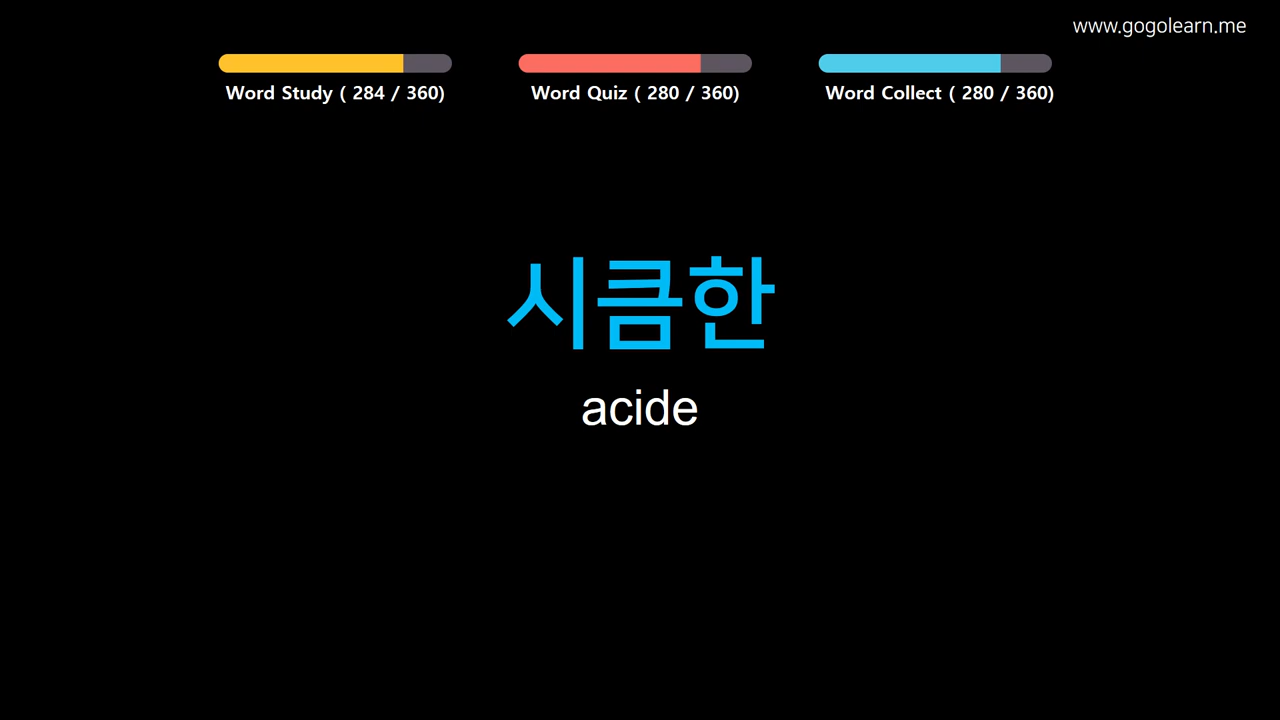 www.gogolearn.me
Word Study ( 284 / 360)
Word Quiz ( 280 / 360)
Word Collect ( 280 / 360)
시큼한
acide